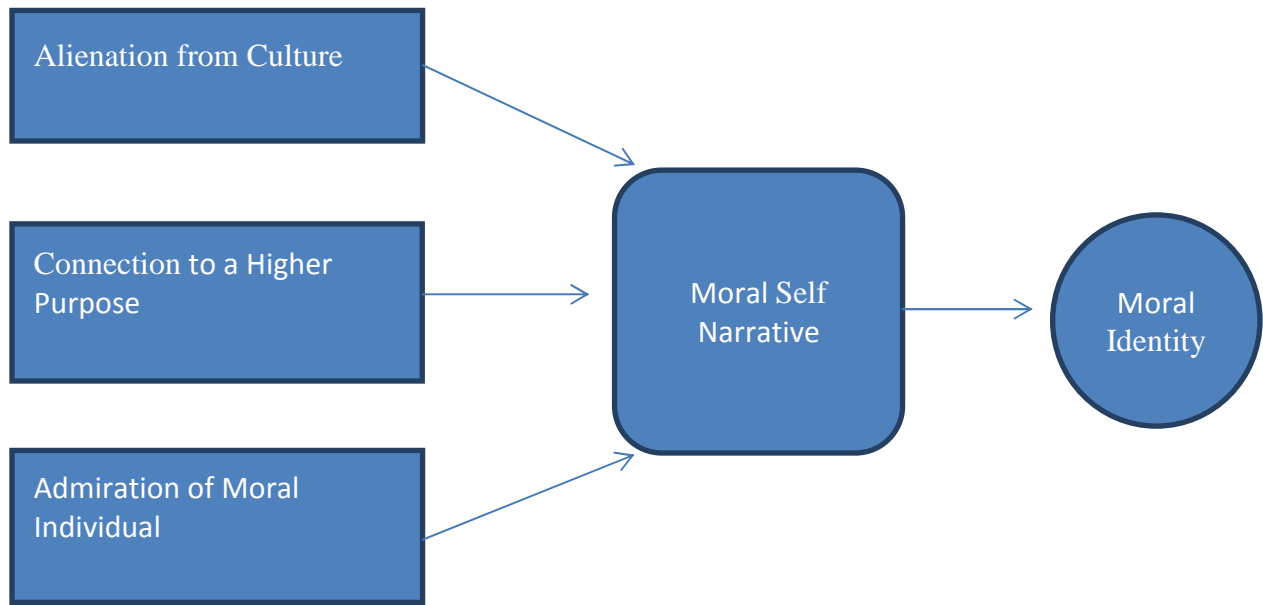 Alienation from Culture
Connection to a Higher
Purpose
Moral Self
Narrative
Moral
Identity
Admiration of Moral
Individual